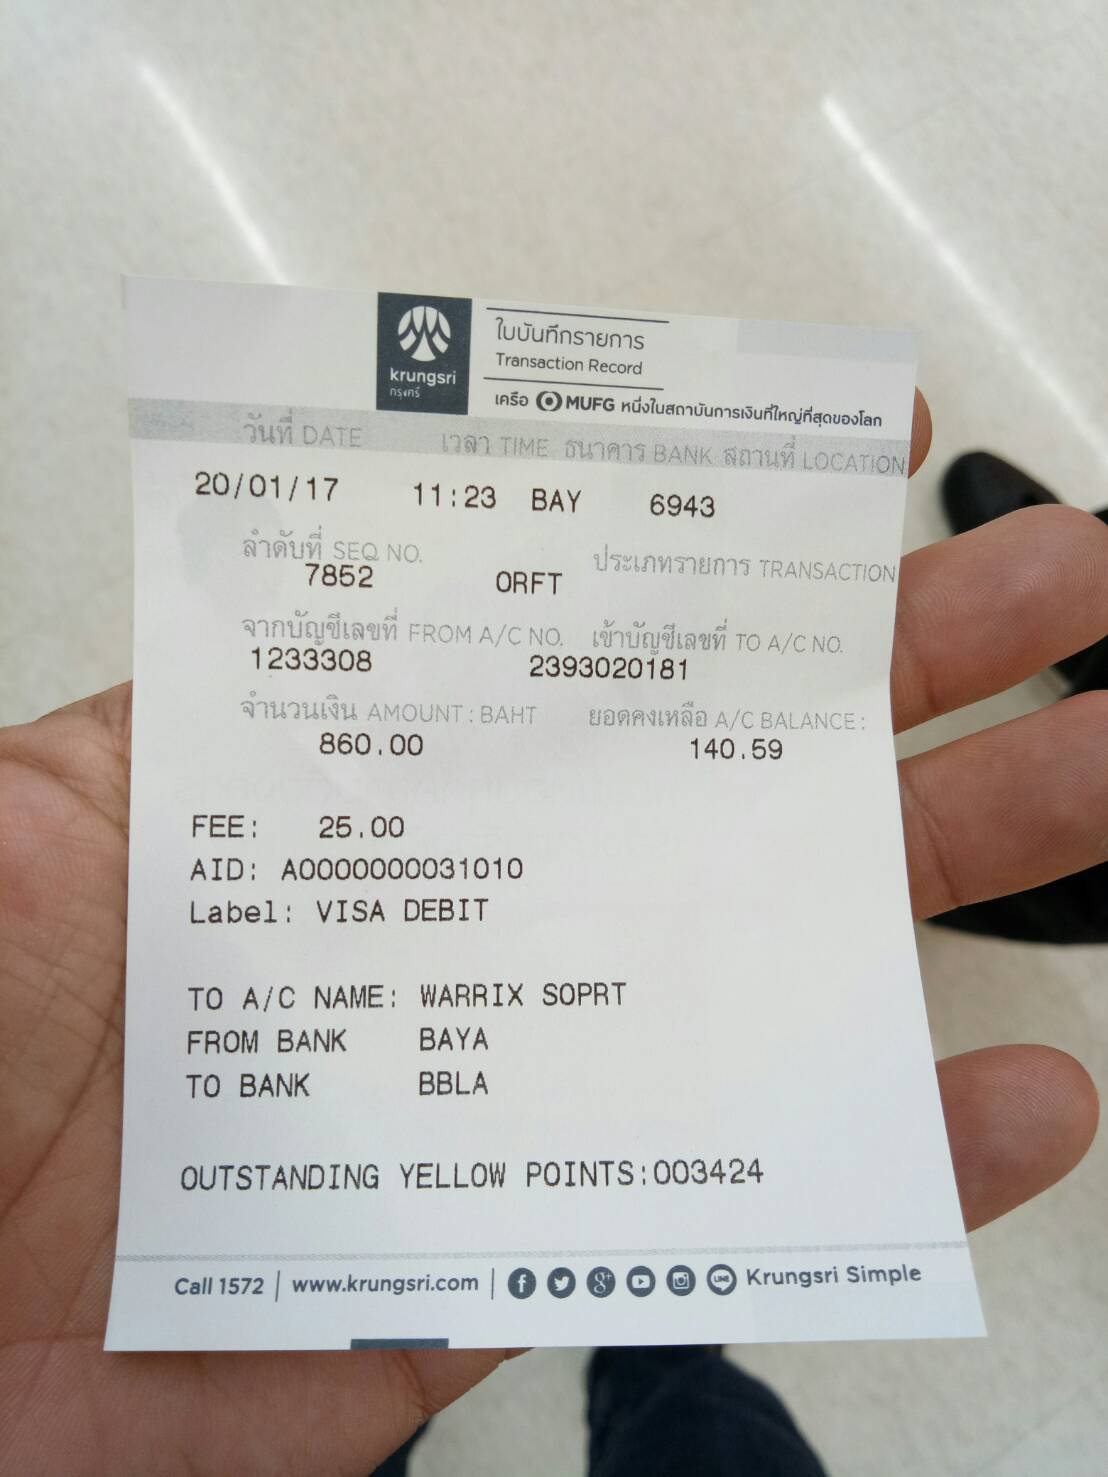 krungsri
กรุงศรี
ใบบันทึกรายการ
Transaction Record
เครือ MUFG หนึ่งในสถาบันการเงินที่ใหญ่ที่สุดของโลก
วันที่ DATE เวลา TIME ธนาคาร BANK สถานที่ LOCATION
20/01/17 11:23 BAY 6943
ลำดับที่ SEQ NO. ประเภทรายการ TRANSACTION
7852 ORFT
จากบัญชีเลขที่ FROM A/C NO. เข้าบัญชีเลขที่ TO A/C NO.
1233308 2393020181
จำนวนเงิน AMOUNT : BAHT ยอดคงเหลือ A/C BALANCE :
860.00 140.59
FEE: 25.00
AID: A0000000031010
Label: VISA DEBIT
TO A/C NAME: WARRIX SOPRT
FROM BANK BAYA
TO BANK BBLA
OUTSTANDING YELLOW POINTS:003424
Call 1572 | www.krungsri.com | f g+ LINE Krungsri Simple